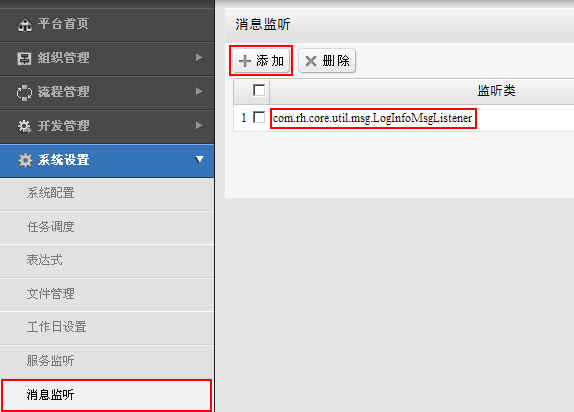 平台首页
组织管理
流程管理
开发管理
系统设置
系统配置
任务调度
表达式
文件管理
工作日设置
服务监听
消息监听
消息监听
添加 删除
监听类
1 com.rh.core.util.msg.LogInfoMsgListener